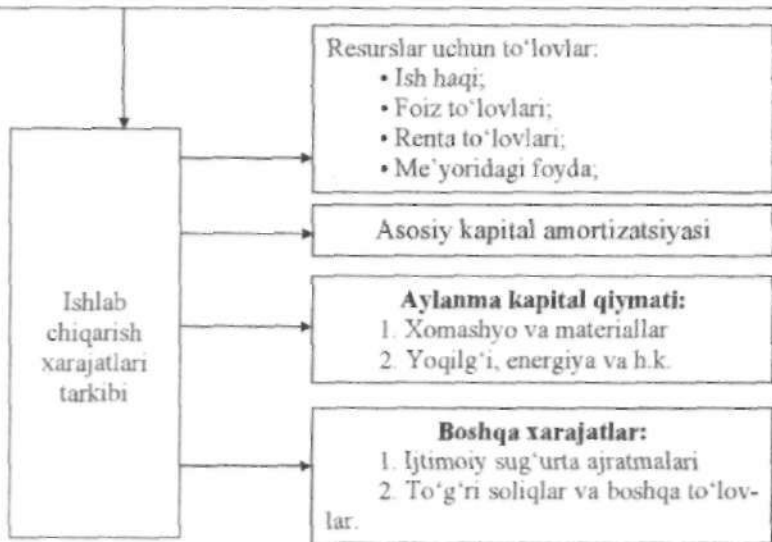 Resurslar uchun to‘lovlar:
• Ish haqi;
• Foiz to‘lovlari;
• Renta to‘lovlari;
• Me’yoridagi foyda;
Asosiy kapital amortizatsiyasi
Ishlab
chiqarish
xarajatlari
tarkibi
Aylanma kapital qiymati:
1. Xomashyo va materiallar
2. Yoqilg‘i, energiya va h.k.
Boshqa xarajatlar:
1. Ijtimoiy sug‘urta ajratmalari
2. To‘g‘ri soliqlar va boshqa to‘lov-
lar.